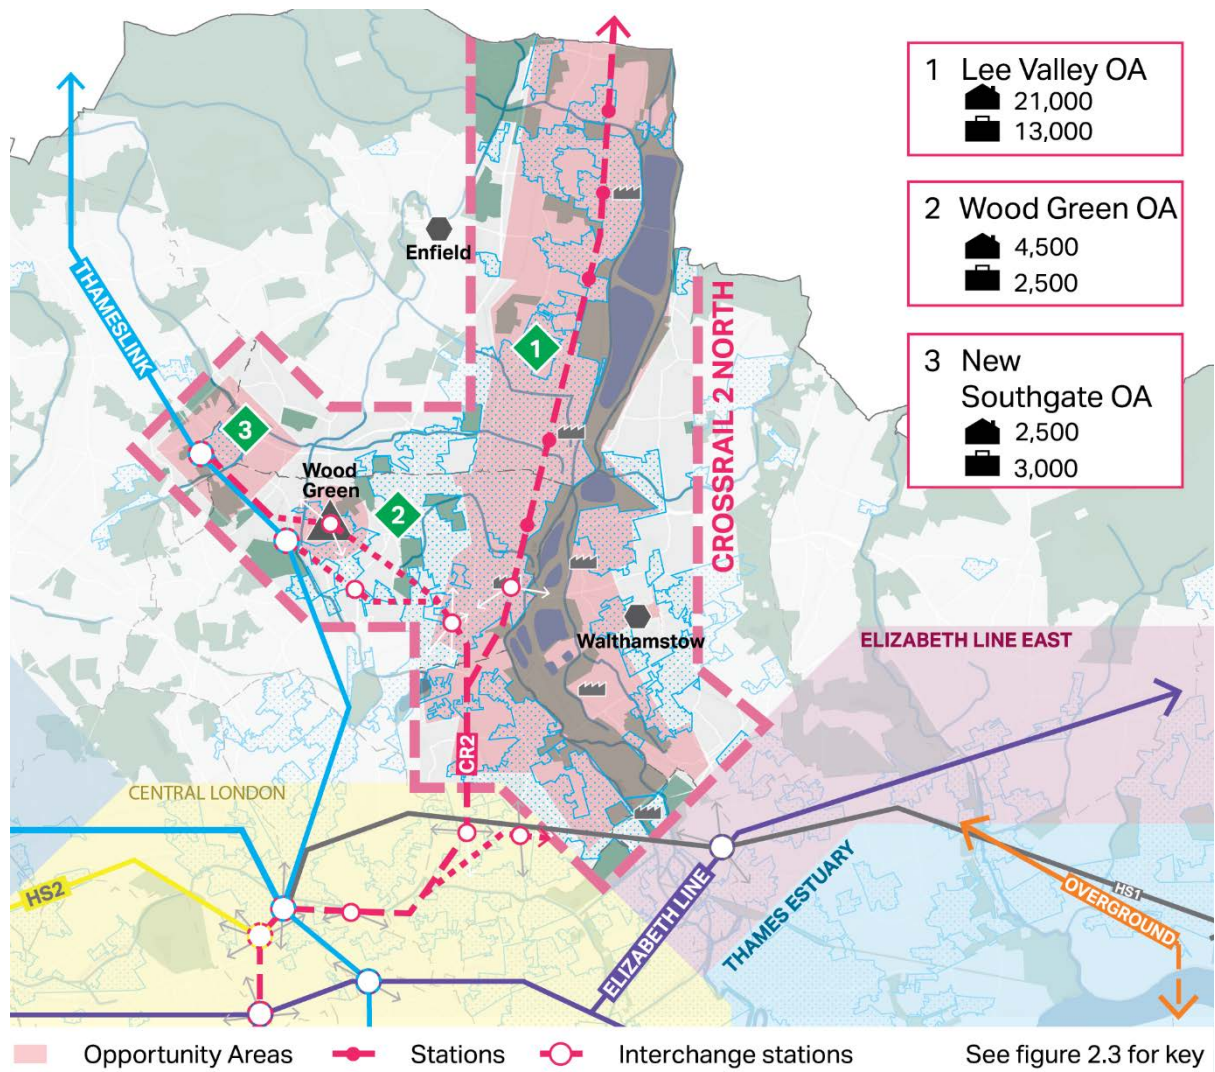 1 Lee Valley OA
21,000
13,000
2 Wood Green OA
4,500
2,500
3 New
Southgate OA
2,500
3,000
Enfield
THAMESLINK
1
CROSSRAIL 2 NORTH
3
Wood
Green
2
Walthamstow
ELIZABETH LINE EAST
CR2
CENTRAL LONDON
HS2
ELIZABETH LINE
THAMES ESTUARY
HS1
OVERGROUND
Opportunity Areas
Stations
Interchange stations
See figure 2.3 for key